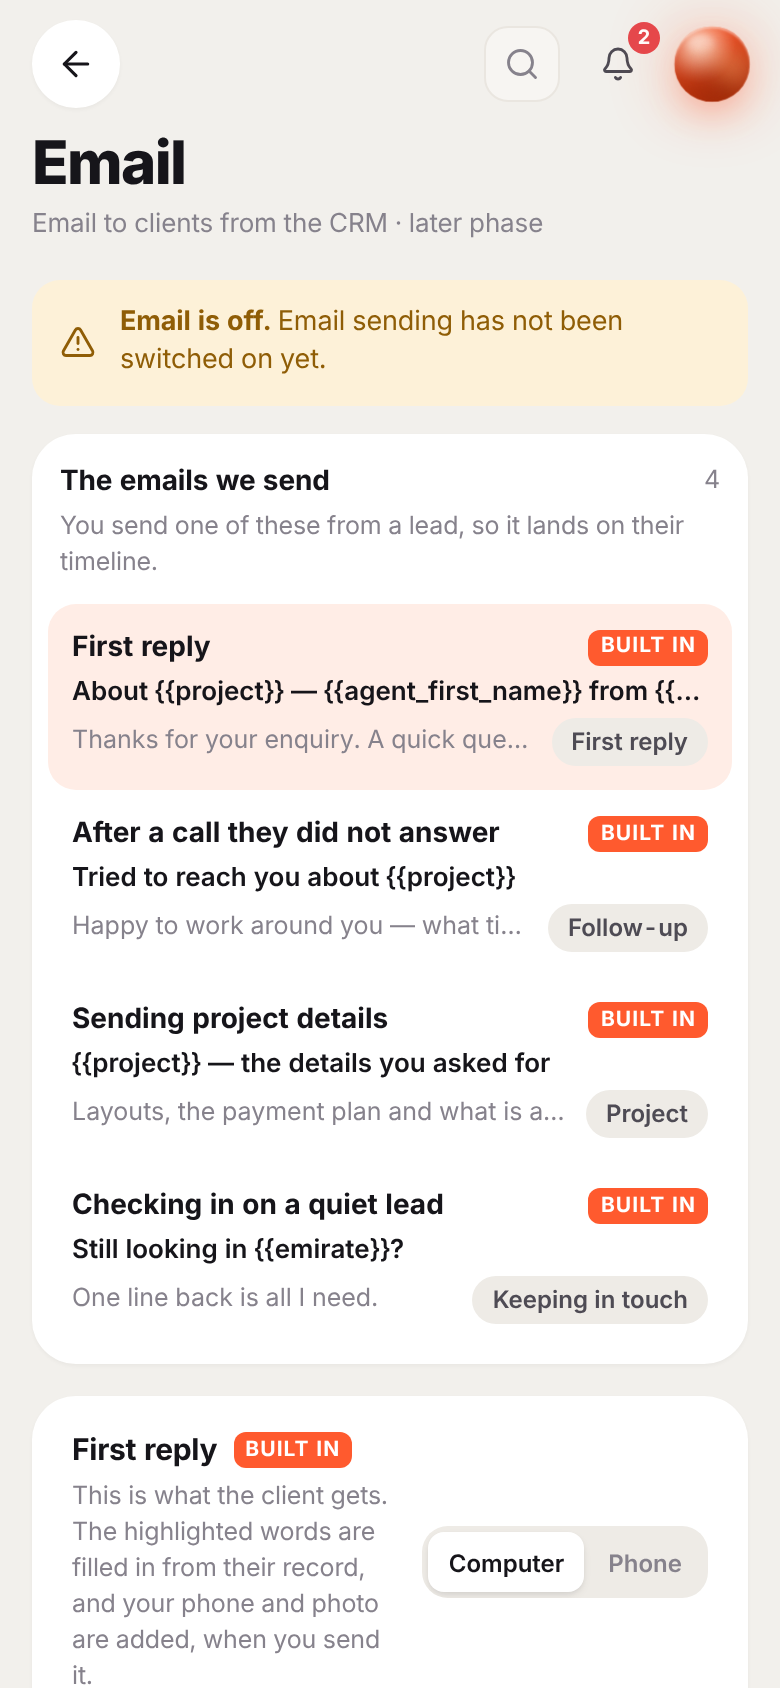 2
Email
Email to clients from the CRM · later phase
Email is off. Email sending has not been
switched on yet.
The emails we send
4
You send one of these from a lead, so it lands on their
timeline.
First reply
BUILT IN
About {{project}} — {{agent_first_name}} from {{...
Thanks for your enquiry. A quick que...
First reply
After a call they did not answer
BUILT IN
Tried to reach you about {{project}}
Happy to work around you — what ti...
Follow-up
Sending project details
BUILT IN
{{project}} — the details you asked for
Layouts, the payment plan and what is a...
Project
Checking in on a quiet lead
BUILT IN
Still looking in {{emirate}}?
One line back is all I need.
Keeping in touch
First reply
BUILT IN
This is what the client gets.
The highlighted words are
filled in from their record,
and your phone and photo
are added, when you send
it.
Computer
Phone